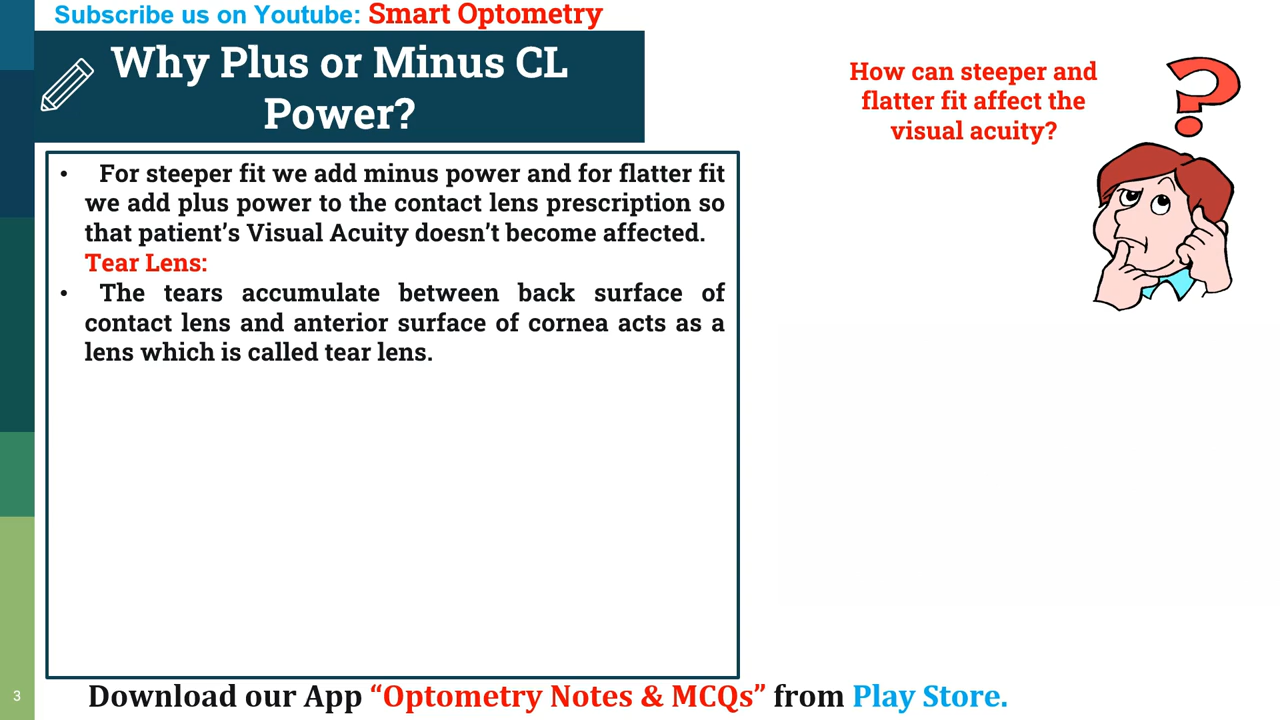 Subscribe us on Youtube: Smart Optometry
Why Plus or Minus CL
Power?
How can steeper and
flatter fit affect the
visual acuity?
• For steeper fit we add minus power and for flatter fit
we add plus power to the contact lens prescription so
that patient’s Visual Acuity doesn’t become affected.
Tear Lens:
• The tears accumulate between back surface of
contact lens and anterior surface of cornea acts as a
lens which is called tear lens.
3
Download our App “Optometry Notes & MCQs” from Play Store.